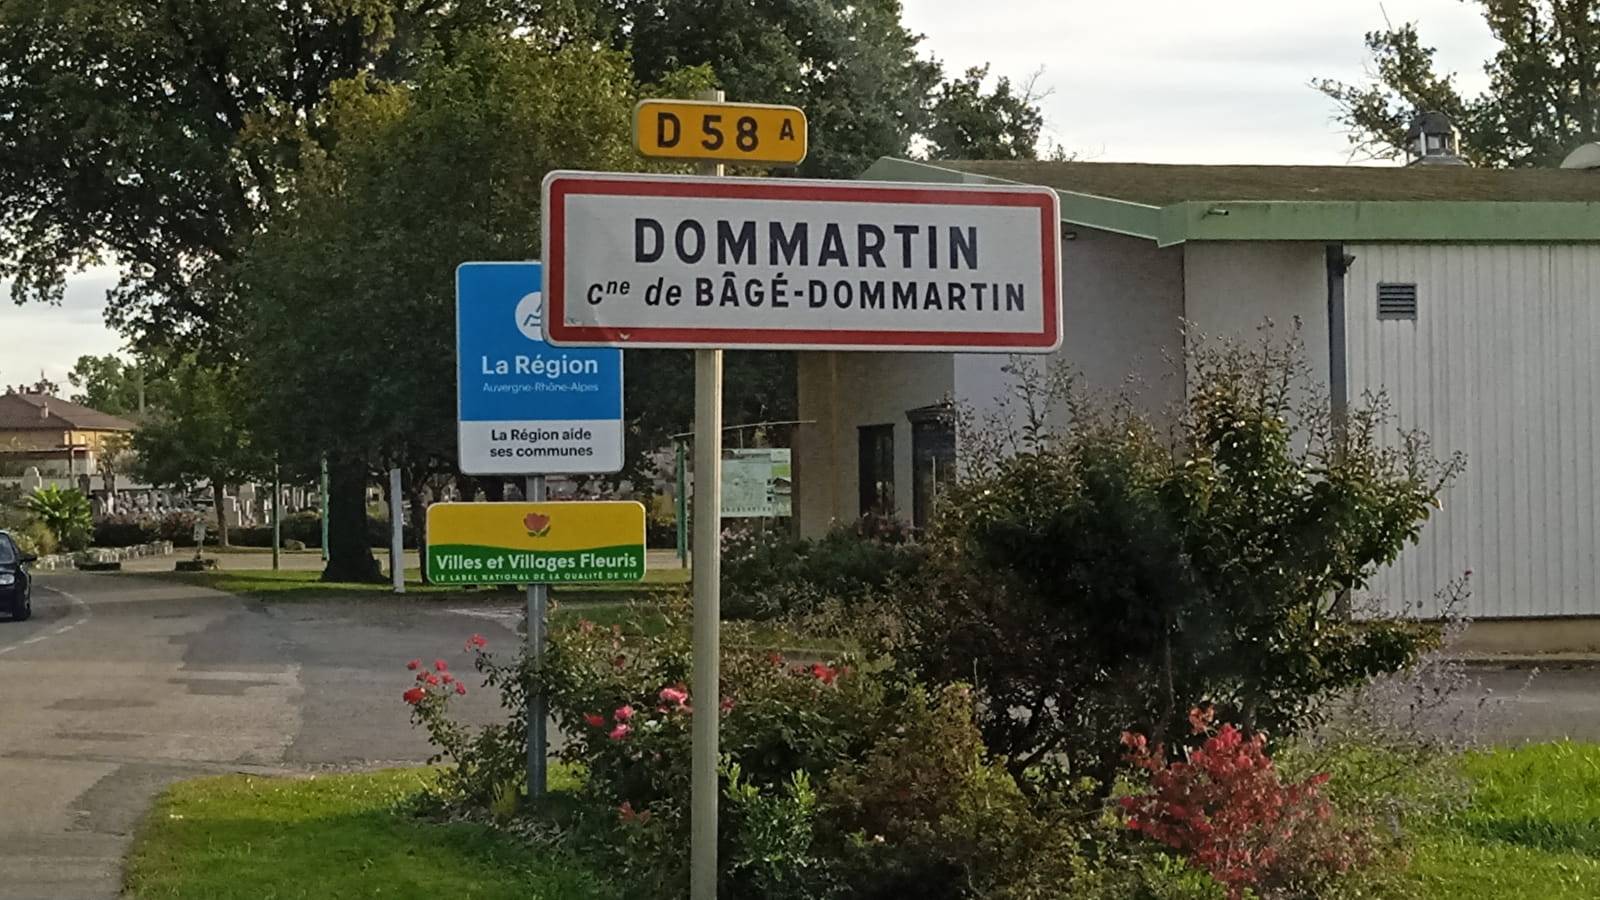 D 58 A
DOMMARTIN
cne de BÂGÉ-DOMMARTIN
La Région
Auvergne-Rhône-Alpes
La Région aide
ses communes
Villes et Villages Fleuris
LE LABEL NATIONAL DE LA QUALITÉ DE VIE